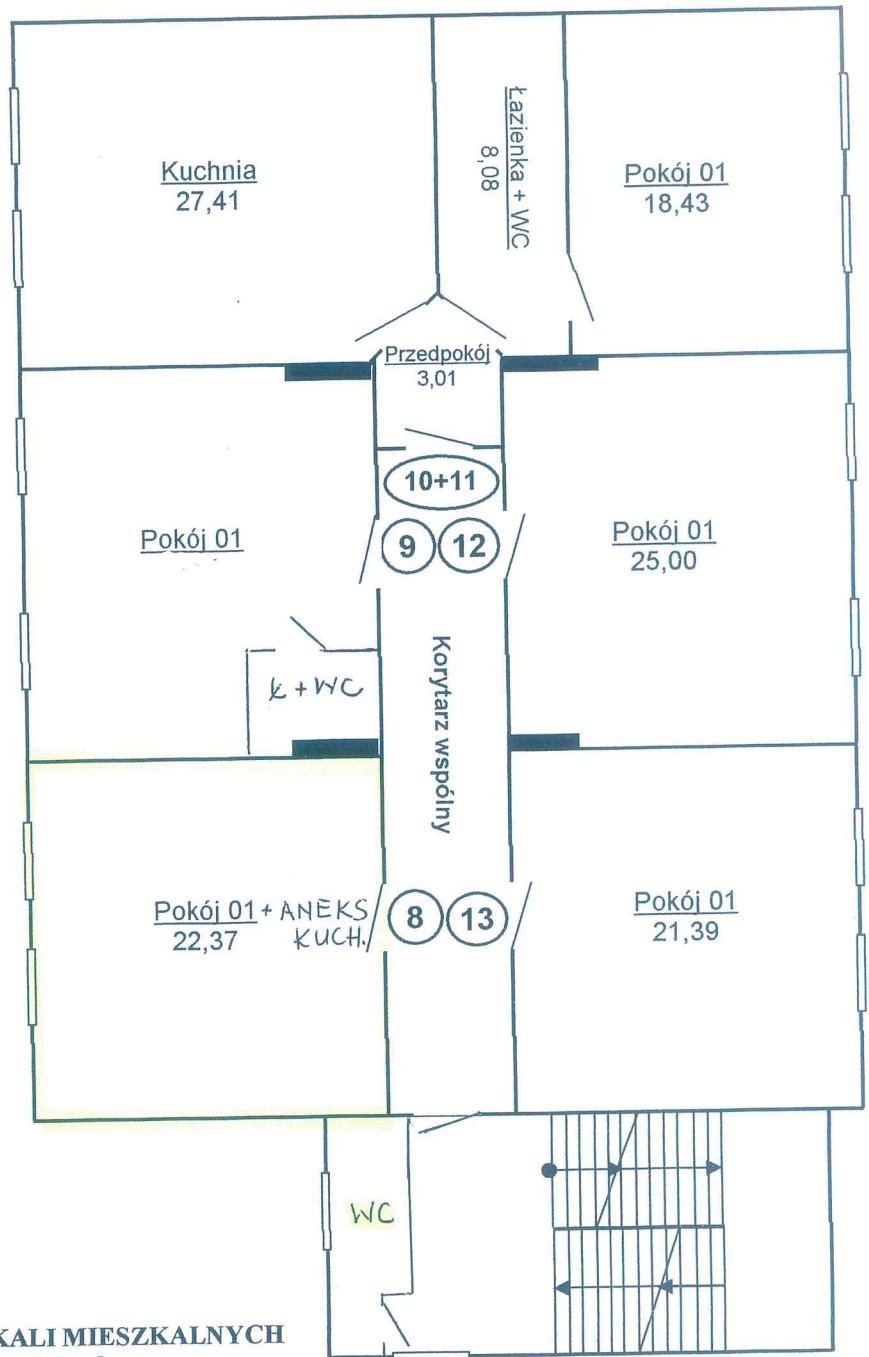 Kuchnia
27,41
Łazienka + WC
8,08
Pokój 01
18,43
Przedpokój
3,01
10+11
9
12
Pokój 01
Pokój 01
25,00
Ł + WC
Korytarz wspólny
Pokój 01 + ANEKS
22,37 KUCH.
8
13
Pokój 01
21,39
WC
KALI MIESZKALNYCH